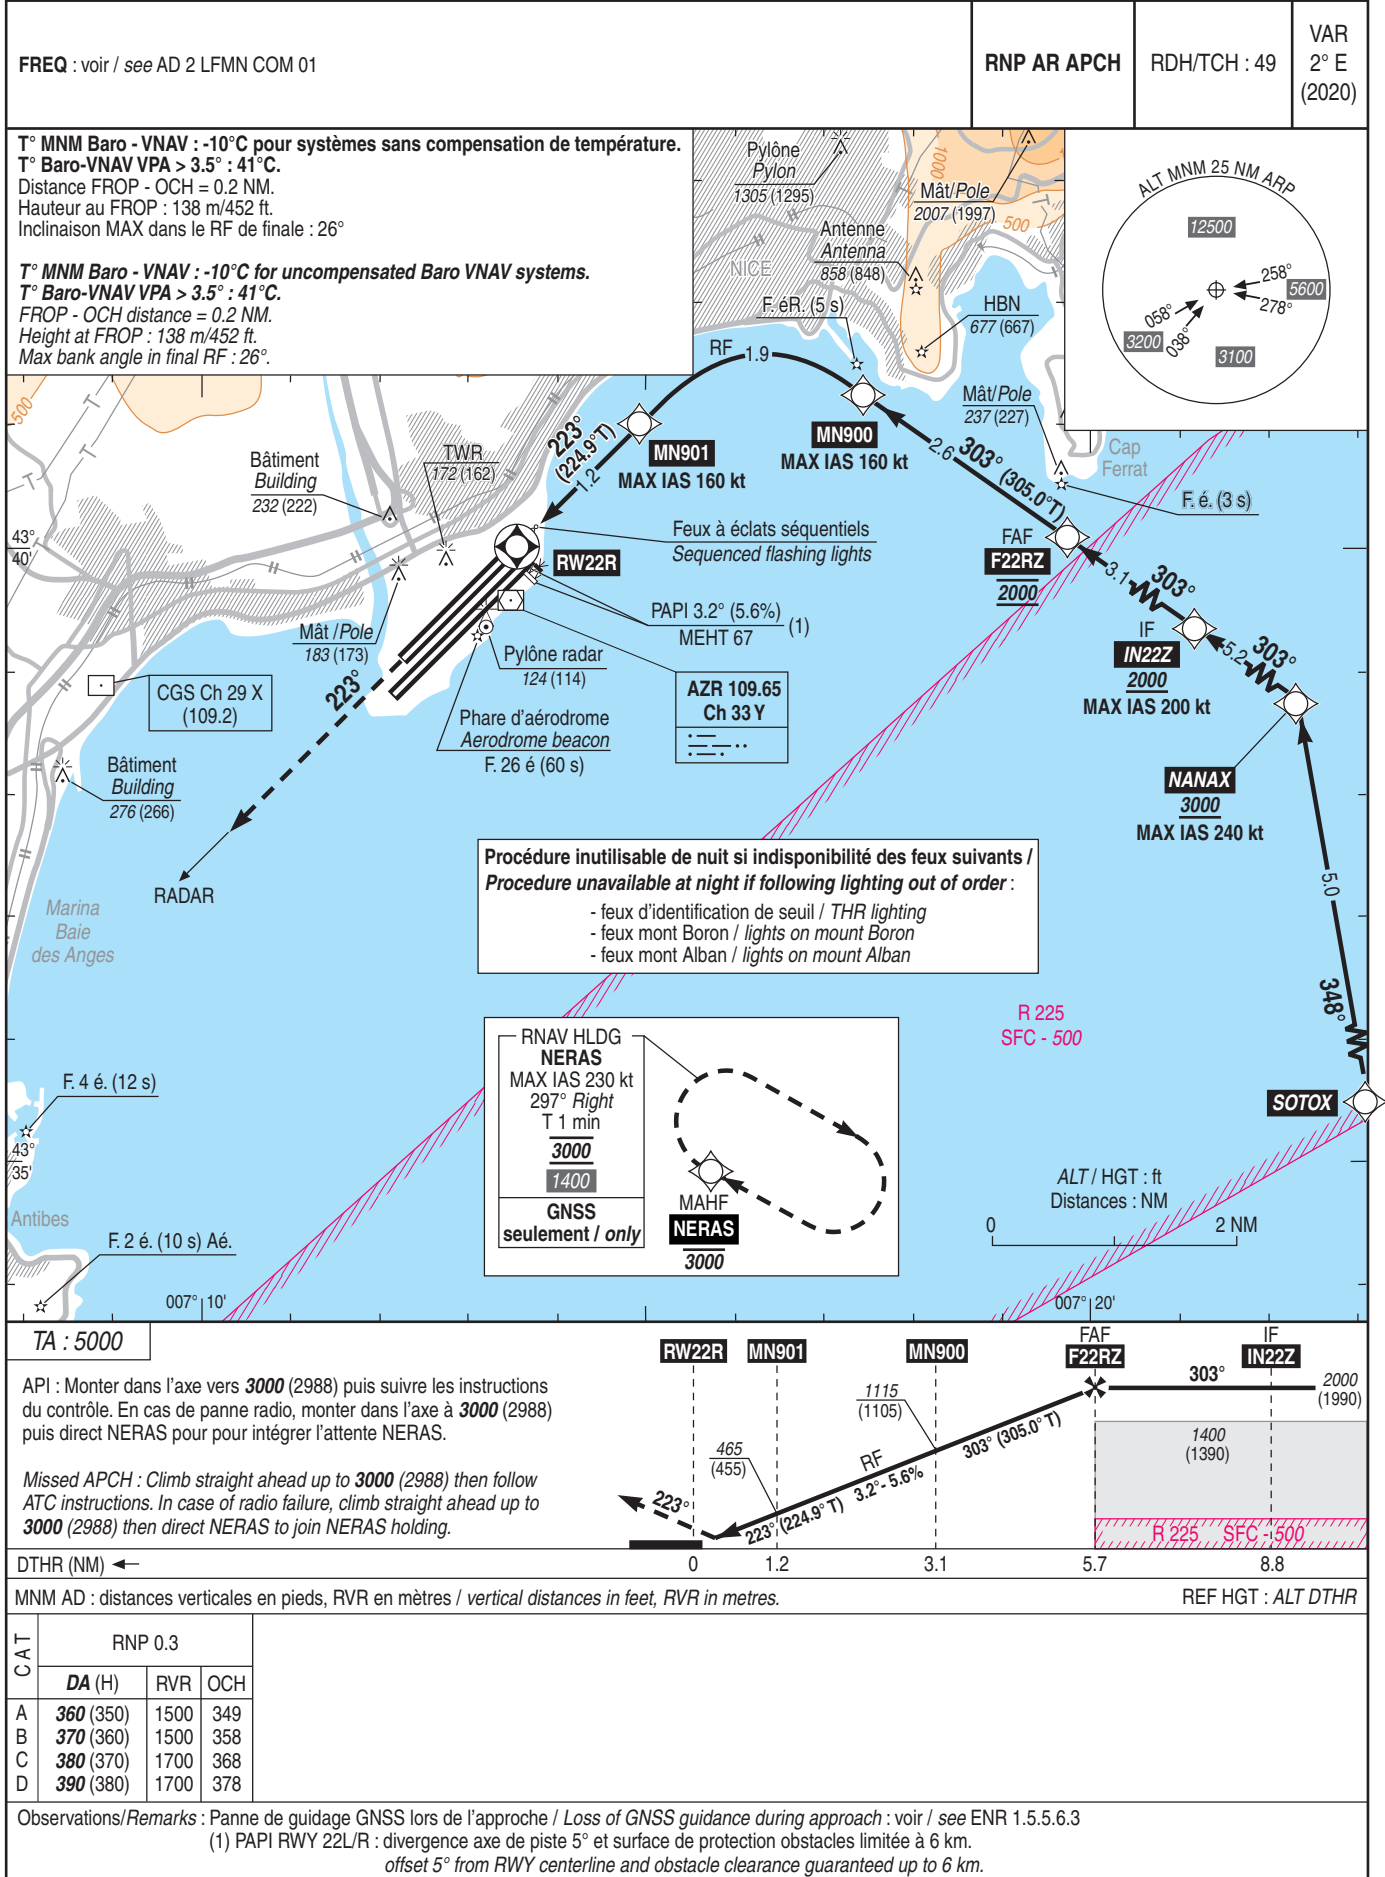 FREQ : voir / see AD 2 LFMN COM 01
RNP AR APCH
RDH/TCH : 49
VAR
2° E
(2020)
T° MNM Baro - VNAV : -10°C pour systèmes sans compensation de température.
T° Baro-VNAV VPA > 3.5° : 41°C.
Distance FROP - OCH = 0.2 NM.
Hauteur au FROP : 138 m/452 ft.
Inclinaison MAX dans le RF de finale : 26°
T° MNM Baro - VNAV : -10°C for uncompensated Baro VNAV systems.
T° Baro-VNAV VPA > 3.5° : 41°C.
FROP - OCH distance = 0.2 NM.
Height at FROP : 138 m/452 ft.
Max bank angle in final RF : 26°.
Pylône
Pylon
1305 (1295)
1000
Mât/Pole
2007 (1997)
500
Antenne
Antenna
858 (848)
NICE
F. éR. (5 s)
HBN
677 (667)
ALT MNM 25 NM ARP
12500
258°
5600
278°
058°
3200
038°
3100
RF
1.9
500
Mât/Pole
237 (227)
MN901
MAX IAS 160 kt
MN900
MAX IAS 160 kt
223°
(224.9°T)
1.2
2.6
303° (305.0°T)
Cap
Ferrat
F. é. (3 s)
TWR
172 (162)
Bâtiment
Building
232 (222)
43°
40'
Feux à éclats séquentiels
Sequenced flashing lights
RW22R
FAF
F22RZ
2000
3.1
303°
PAPI 3.2° (5.6%)
MEHT 67
(1)
IF
IN22Z
2000
MAX IAS 200 kt
5.2
303°
Mât /Pole
183 (173)
Pylône radar
124 (114)
223°
CGS Ch 29 X
(109.2)
AZR 109.65
Ch 33 Y
Phare d'aérodrome
Aerodrome beacon
F. 26 é (60 s)
Bâtiment
Building
276 (266)
NANAX
3000
MAX IAS 240 kt
RADAR
Procédure inutilisable de nuit si indisponibilité des feux suivants /
Procedure unavailable at night if following lighting out of order :
- feux d'identification de seuil / THR lighting
- feux mont Boron / lights on mount Boron
- feux mont Alban / lights on mount Alban
5.0
348°
Marina
Baie
des Anges
R 225
SFC - 500
RNAV HLDG
NERAS
MAX IAS 230 kt
297° Right
T 1 min
3000
1400
GNSS
seulement / only
MAHF
NERAS
3000
F. 4 é. (12 s)
43°
35'
SOTOX
ALT / HGT : ft
Distances : NM
0
2 NM
Antibes
F. 2 é. (10 s) Aé.
007° 10'
007° 20'
TA : 5000
API : Monter dans l'axe vers 3000 (2988) puis suivre les instructions
du contrôle. En cas de panne radio, monter dans l'axe à 3000 (2988)
puis direct NERAS pour pour intégrer l'attente NERAS.
Missed APCH : Climb straight ahead up to 3000 (2988) then follow
ATC instructions. In case of radio failure, climb straight ahead up to
3000 (2988) then direct NERAS to join NERAS holding.
RW22R
MN901
MN900
FAF
F22RZ
IF
IN22Z
303°
2000
(1990)
1115
(1105)
303° (305.0° T)
1400
(1390)
465
(455)
RF
3.2°- 5.6%
223° (224.9° T)
223°
R 225 SFC - 500
DTHR (NM)
0
1.2
3.1
5.7
8.8
MNM AD : distances verticales en pieds, RVR en mètres / vertical distances in feet, RVR in metres.
REF HGT : ALT DTHR
CAT
RNP 0.3
DA (H) RVR OCH
A 360 (350) 1500 349
B 370 (360) 1500 358
C 380 (370) 1700 368
D 390 (380) 1700 378
Observations/Remarks : Panne de guidage GNSS lors de l'approche / Loss of GNSS guidance during approach : voir / see ENR 1.5.5.6.3
(1) PAPI RWY 22L/R : divergence axe de piste 5° et surface de protection obstacles limitée à 6 km.
offset 5° from RWY centerline and obstacle clearance guaranteed up to 6 km.